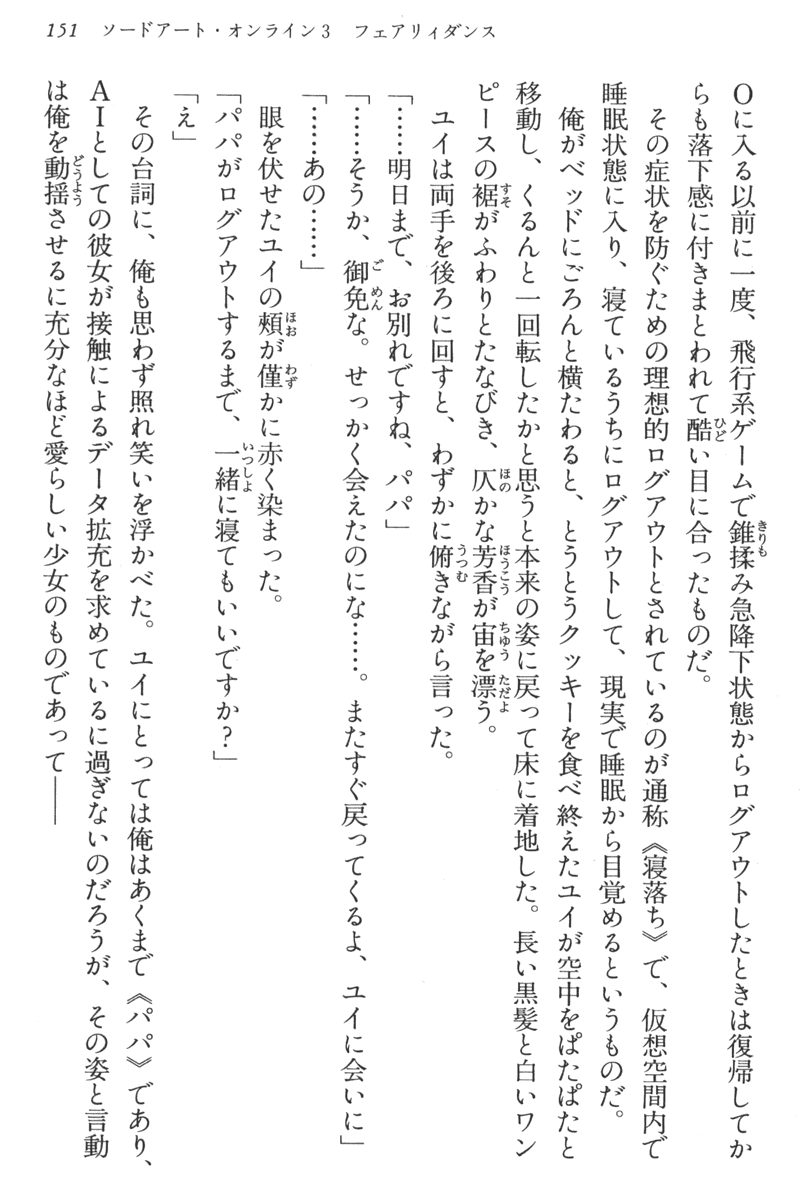 151　ソードアート・オンライン3　フェアリィダンス
Oに入る以前に一度、飛行系ゲームで錐揉み急降下状態からログアウトしたときは復帰してか
らも落下感に付きまとわれて酷い目に合ったものだ。
　その症状を防ぐための理想的ログアウトとされているのが通称《寝落ち》で、仮想空間内で
睡眠状態に入り、寝ているうちにログアウトして、現実で睡眠から目覚めるというものだ。
　俺がベッドにごろんと横たわると、とうとうクッキーを食べ終えたユイが空中をぱたぱたと
移動し、くるんと一回転したかと思うと本来の姿に戻って床に着地した。長い黒髪と白いワン
ピースの裾がふわりとたなびき、仄かな芳香が宙を漂う。
　ユイは両手を後ろに回すと、わずかに俯きながら言った。
「……明日まで、お別れですね、パパ」
「……そうか、御免な。せっかく会えたのにな……。またすぐ戻ってくるよ、ユイに会いに」
「……あの……」
　眼を伏せたユイの頬が僅かに赤く染まった。
「パパがログアウトするまで、一緒に寝てもいいですか？」
「え」
　その台詞に、俺も思わず照れ笑いを浮かべた。ユイにとっては俺はあくまで《パパ》であり、
AIとしての彼女が接触によるデータ拡充を求めているに過ぎないのだろうが、その姿と言動
は俺を動揺させるに充分なほど愛らしい少女のものであって――